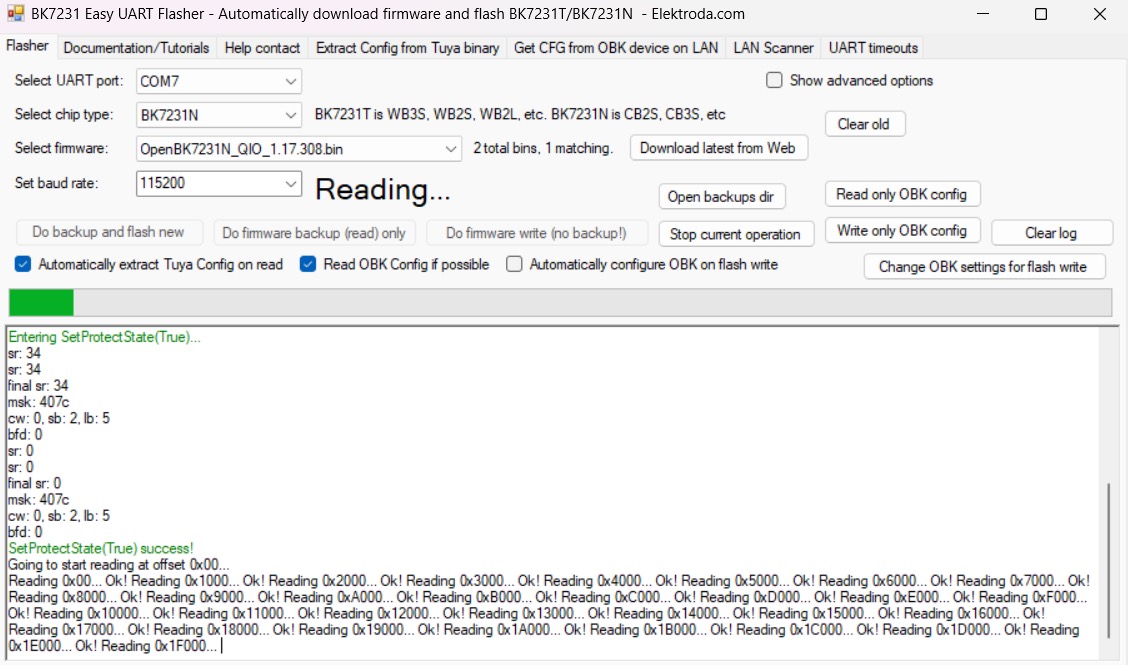 BK7231 Easy UART Flasher - Automatically download firmware and flash BK7231T/BK7231N - Elektroda.com
Flasher Documentation/Tutorials Help contact Extract Config from Tuya binary Get CFG from OBK device on LAN LAN Scanner UART timeouts
Select UART port: COM7 Show advanced options
Select chip type: BK7231N BK7231T is WB3S, WB2S, WB2L, etc. BK7231N is CB2S, CB3S, etc Clear old
Select firmware: OpenBK7231N_QIO_1.17.308.bin 2 total bins, 1 matching. Download latest from Web
Set baud rate: 115200 Reading... Open backups dir Read only OBK config
Do backup and flash new Do firmware backup (read) only Do firmware write (no backup!) Stop current operation Write only OBK config Clear log
Automatically extract Tuya Config on read Read OBK Config if possible Automatically configure OBK on flash write Change OBK settings for flash write
Entering SetProtectState(True)...
sr: 34
sr: 34
final sr: 34
msk: 407c
cw: 0, sb: 2, lb: 5
bfd: 0
sr: 0
sr: 0
final sr: 0
msk: 407c
cw: 0, sb: 2, lb: 5
bfd: 0
SetProtectState(True) success!
Going to start reading at offset 0x00...
Reading 0x00... Ok! Reading 0x1000... Ok! Reading 0x2000... Ok! Reading 0x3000... Ok! Reading 0x4000... Ok! Reading 0x5000... Ok! Reading 0x6000... Ok! Reading 0x7000... Ok!
Reading 0x8000... Ok! Reading 0x9000... Ok! Reading 0xA000... Ok! Reading 0xB000... Ok! Reading 0xC000... Ok! Reading 0xD000... Ok! Reading 0xE000... Ok! Reading 0xF000...
Ok! Reading 0x10000... Ok! Reading 0x11000... Ok! Reading 0x12000... Ok! Reading 0x13000... Ok! Reading 0x14000... Ok! Reading 0x15000... Ok! Reading 0x16000... Ok!
Reading 0x17000... Ok! Reading 0x18000... Ok! Reading 0x19000... Ok! Reading 0x1A000... Ok! Reading 0x1B000... Ok! Reading 0x1C000... Ok! Reading 0x1D000... Ok! Reading
0x1E000... Ok! Reading 0x1F000...